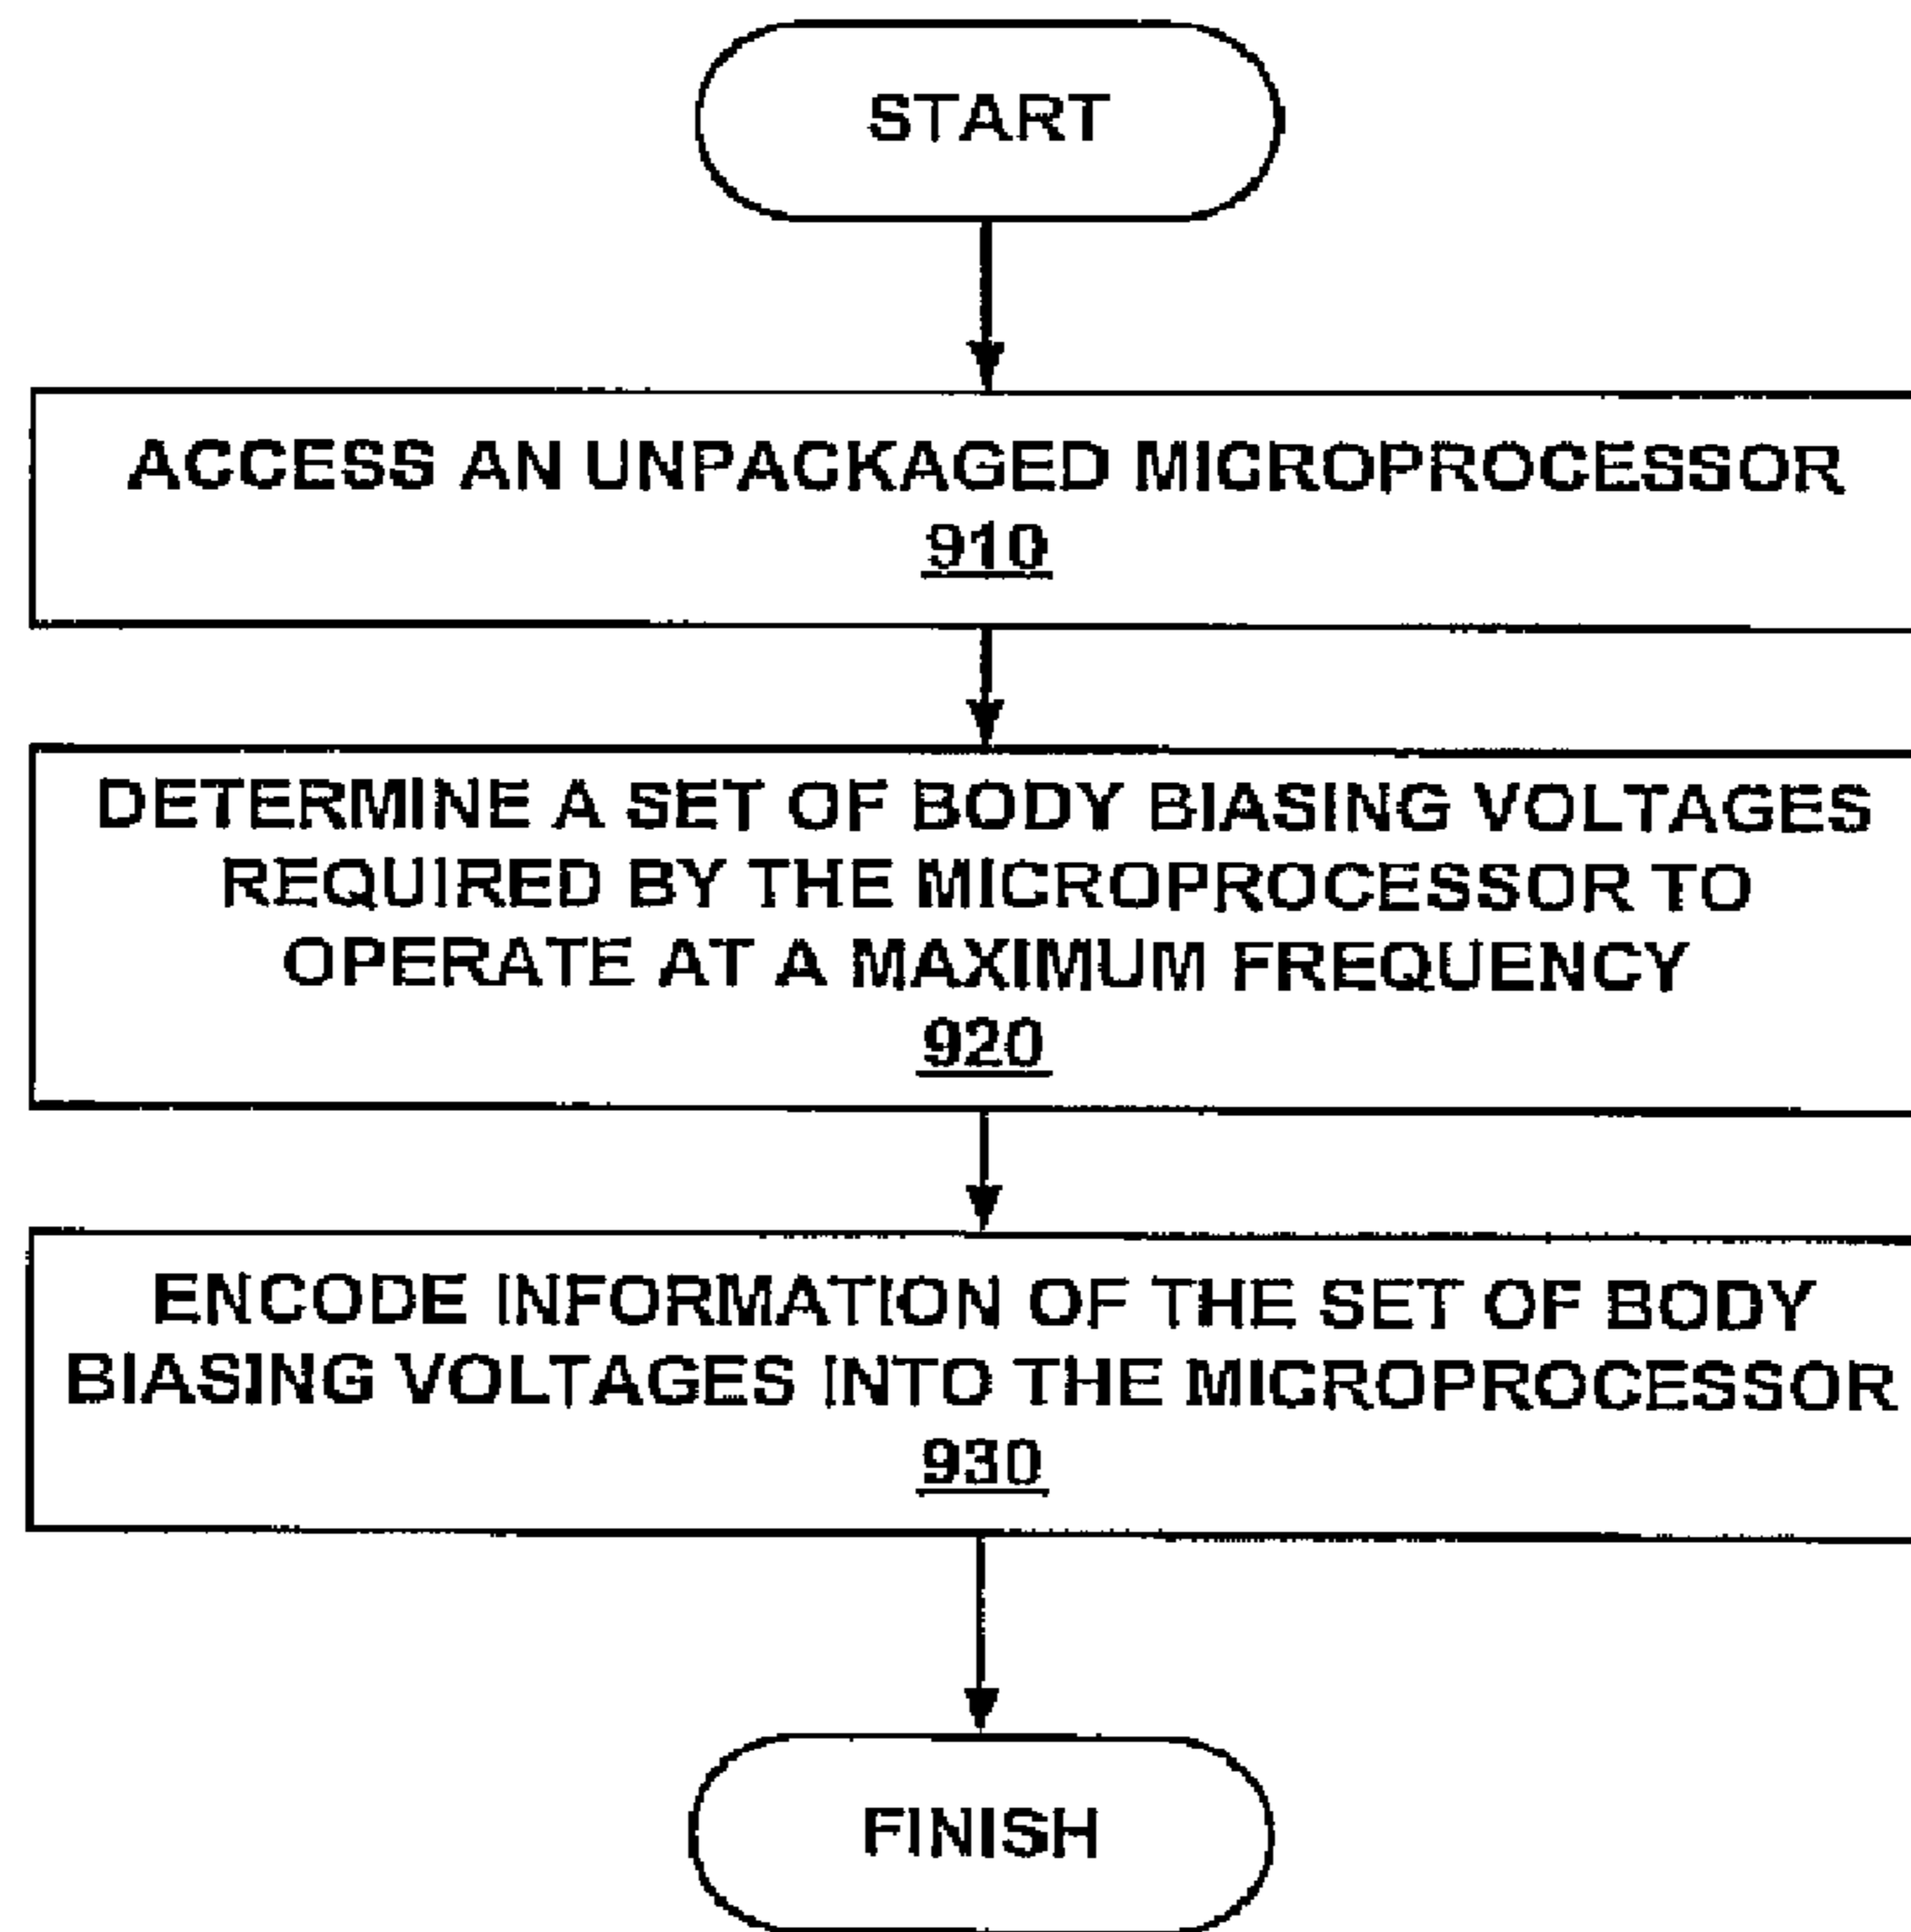 START
ACCESS AN UNPACKAGED MICROPROCESSOR
910
DETERMINE A SET OF BODY BIASING VOLTAGES
REQUIRED BY THE MICROPROCESSOR TO
OPERATE AT A MAXIMUM FREQUENCY
920
ENCODE INFORMATION OF THE SET OF BODY
BIASING VOLTAGES INTO THE MICROPROCESSOR
930
FINISH